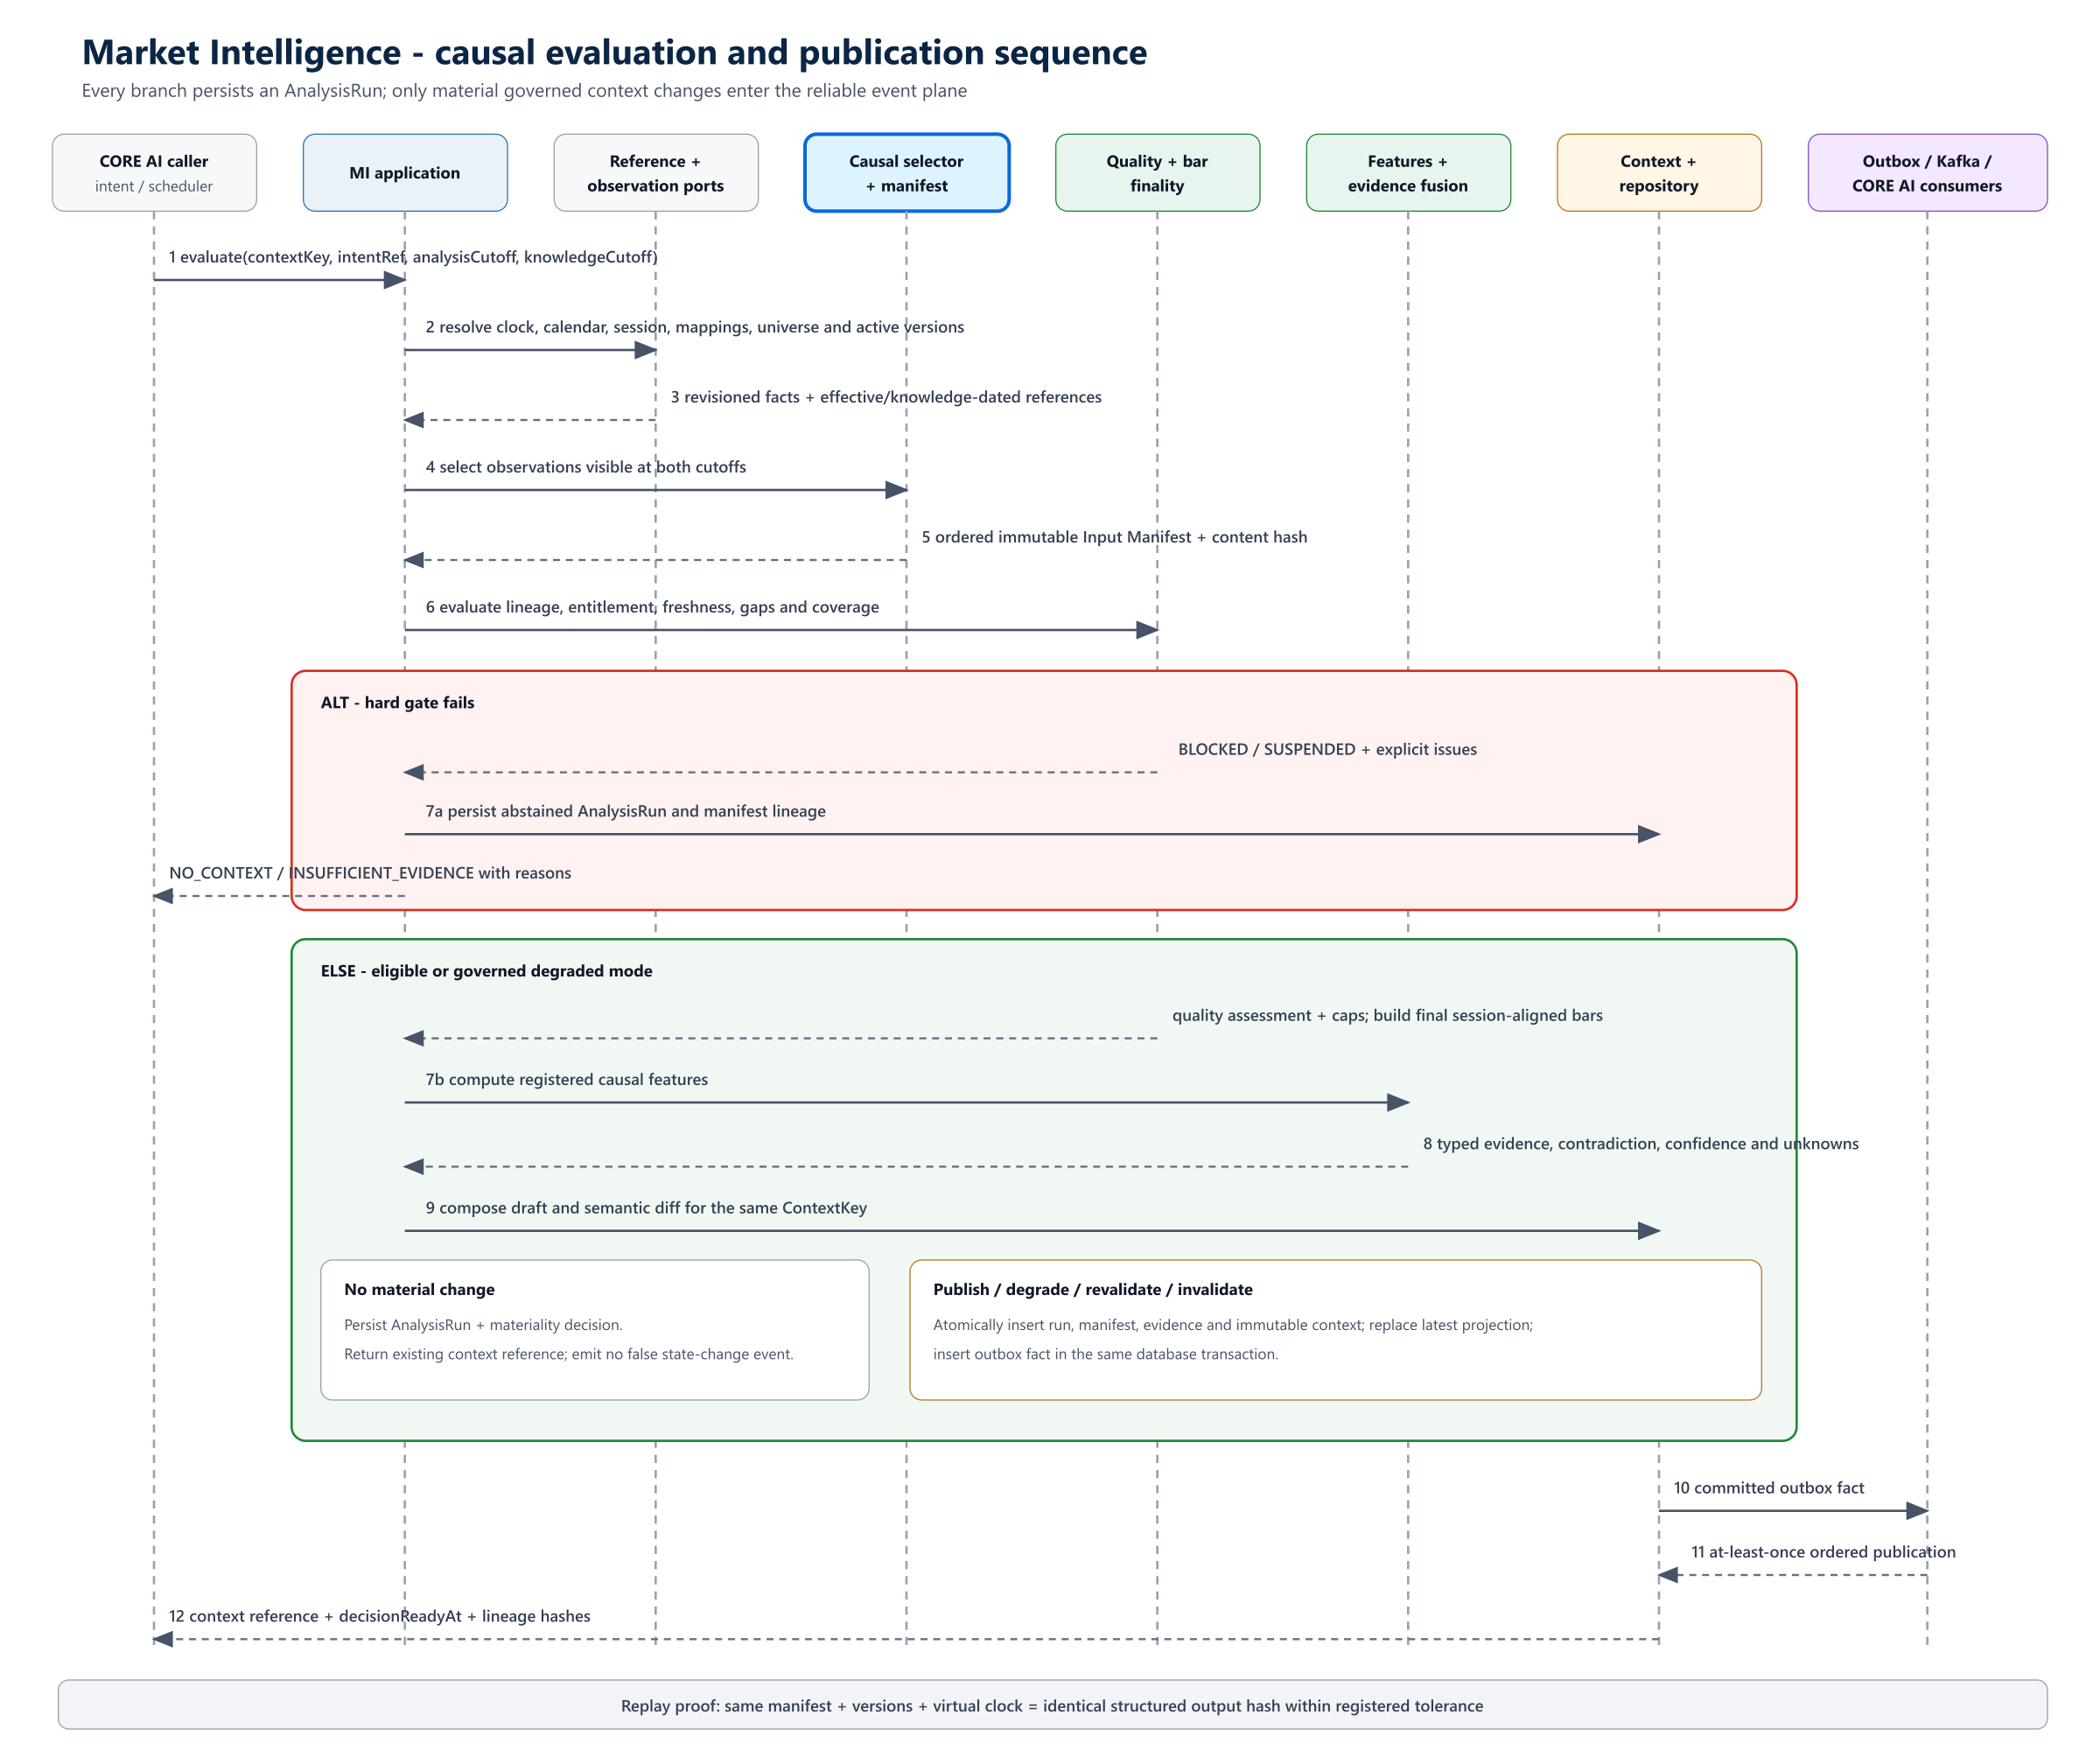 Market Intelligence - causal evaluation and publication sequence
Every branch persists an AnalysisRun; only material governed context changes enter the reliable event plane
CORE AI caller
intent / scheduler
MI application
Reference +
observation ports
Causal selector
+ manifest
Quality + bar
finality
Features +
evidence fusion
Context +
repository
Outbox / Kafka /
CORE AI consumers
1 evaluate(contextKey, intentRef, analysisCutoff, knowledgeCutoff)
2 resolve clock, calendar, session, mappings, universe and active versions
3 revisioned facts + effective/knowledge-dated references
4 select observations visible at both cutoffs
5 ordered immutable Input Manifest + content hash
6 evaluate lineage, entitlement, freshness, gaps and coverage
ALT - hard gate fails
BLOCKED / SUSPENDED + explicit issues
7a persist abstained AnalysisRun and manifest lineage
NO_CONTEXT / INSUFFICIENT_EVIDENCE with reasons
ELSE - eligible or governed degraded mode
quality assessment + caps; build final session-aligned bars
7b compute registered causal features
8 typed evidence, contradiction, confidence and unknowns
9 compose draft and semantic diff for the same ContextKey
No material change
Persist AnalysisRun + materiality decision.
Return existing context reference; emit no false state-change event.
Publish / degrade / revalidate / invalidate
Atomically insert run, manifest, evidence and immutable context; replace latest projection;
insert outbox fact in the same database transaction.
10 committed outbox fact
11 at-least-once ordered publication
12 context reference + decisionReadyAt + lineage hashes
Replay proof: same manifest + versions + virtual clock = identical structured output hash within registered tolerance